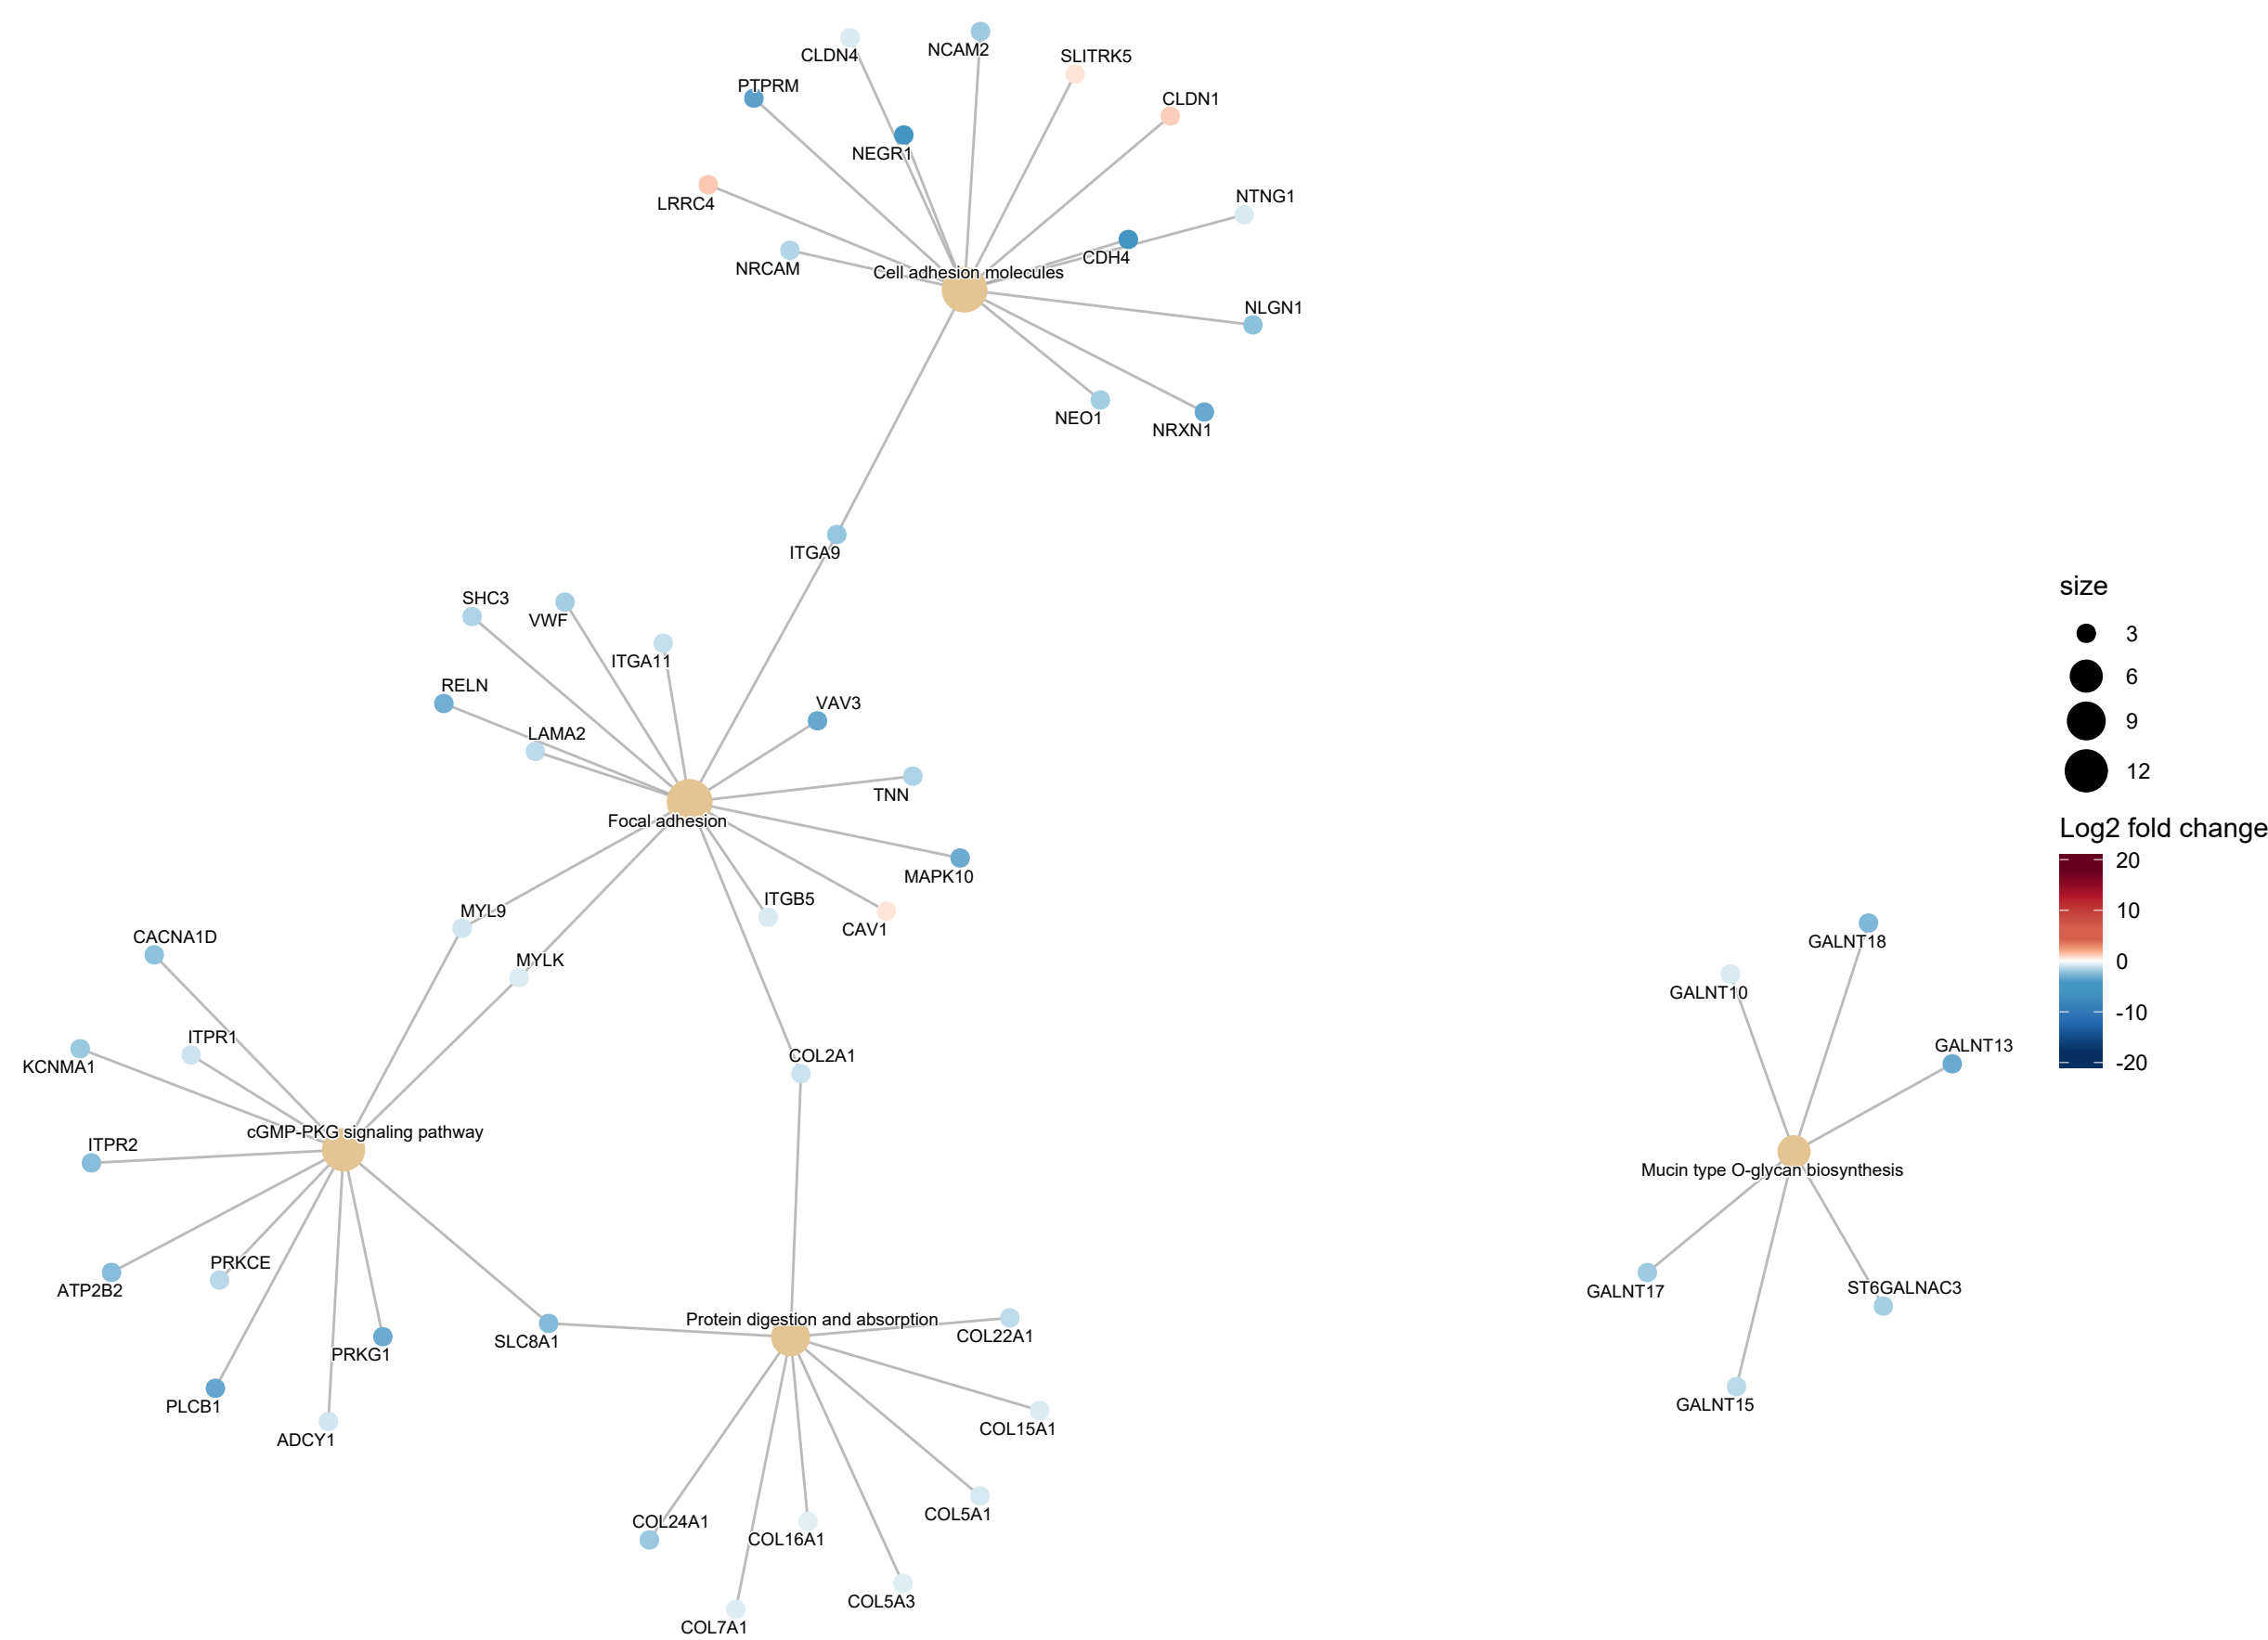 CLDN4
NCAM2
SLITRK5
PTPRM
CLDN1
NEGR1
LRRC4
NTNG1
NRCAM
CDH4
Cell adhesion molecules
NLGN1
NEO1
NRXN1
ITGA9
SHC3
VWF
ITGA11
RELN
VAV3
LAMA2
TNN
Focal adhesion
MAPK10
ITGB5
CAV1
MYL9
CACNA1D
MYLK
ITPR1
KCNMA1
COL2A1
cGMP-PKG signaling pathway
ITPR2
PRKCE
ATP2B2
SLC8A1
PRKG1
PLCB1
ADCY1
Protein digestion and absorption
COL22A1
COL15A1
COL5A1
COL24A1
COL16A1
COL5A3
COL7A1
GALNT18
GALNT10
GALNT13
Mucin type O-glycan biosynthesis
GALNT17
ST6GALNAC3
GALNT15
size
3
6
9
12
Log2 fold change
20
10
0
-10
-20